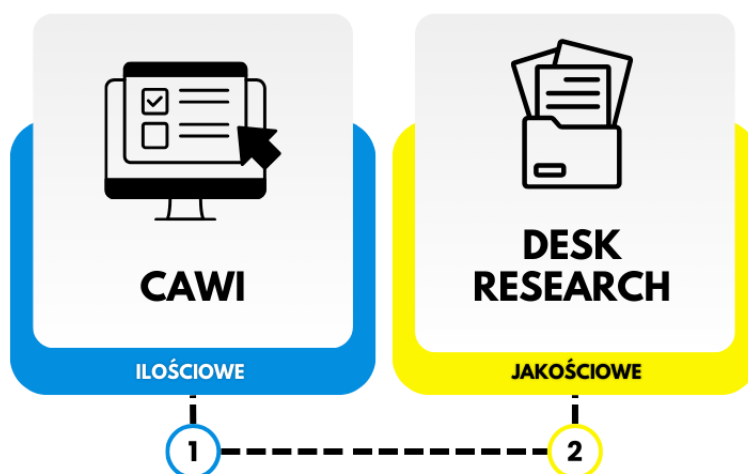 CAWI
ILOŚCIOWE
1
DESK
RESEARCH
JAKOŚCIOWE
2